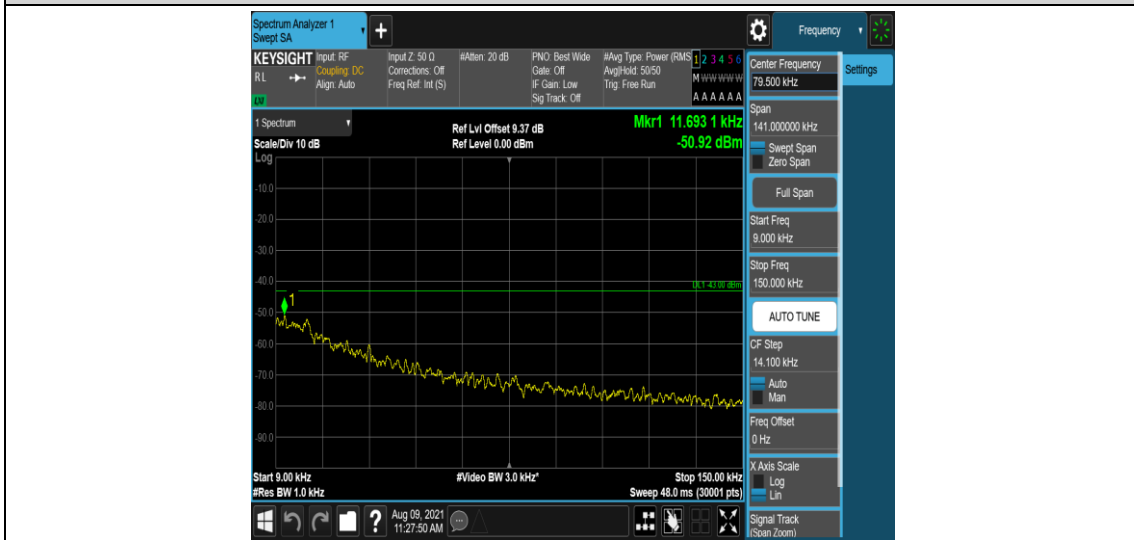 Spectrum Analyzer 1
Swept SA
+
Frequency
KEYSIGHT
RL
LXI
Input: RF
Coupling: DC
Align: Auto
Input Z: 50 Ω
Corrections: Off
Freq Ref: Int (S)
#Atten: 20 dB
PNO: Best Wide
Gate: Off
IF Gain: Low
Sig Track: Off
#Avg Type: Power (RMS
Avg|Hold: 50/50
Trig: Free Run
1 2 3 4 5 6
M W W W W W
A A A A A A
1 Spectrum
Scale/Div 10 dB
Ref Lvl Offset 9.37 dB
Ref Level 0.00 dBm
Mkr1 11.693 1 kHz
-50.92 dBm
Log
-10.0
-20.0
-30.0
-40.0
DL1 -43.00 dBm
1
-50.0
-60.0
-70.0
-80.0
-90.0
Start 9.00 kHz
#Res BW 1.0 kHz
#Video BW 3.0 kHz*
Stop 150.00 kHz
Sweep 48.0 ms (30001 pts)
Center Frequency
79.500 kHz
Settings
Span
141.000000 kHz
Swept Span
Zero Span
Full Span
Start Freq
9.000 kHz
Stop Freq
150.000 kHz
AUTO TUNE
CF Step
14.100 kHz
Auto
Man
Freq Offset
0 Hz
X Axis Scale
Log
Lin
Signal Track
(Span Zoom)
?
Aug 09, 2021
11:27:50 AM